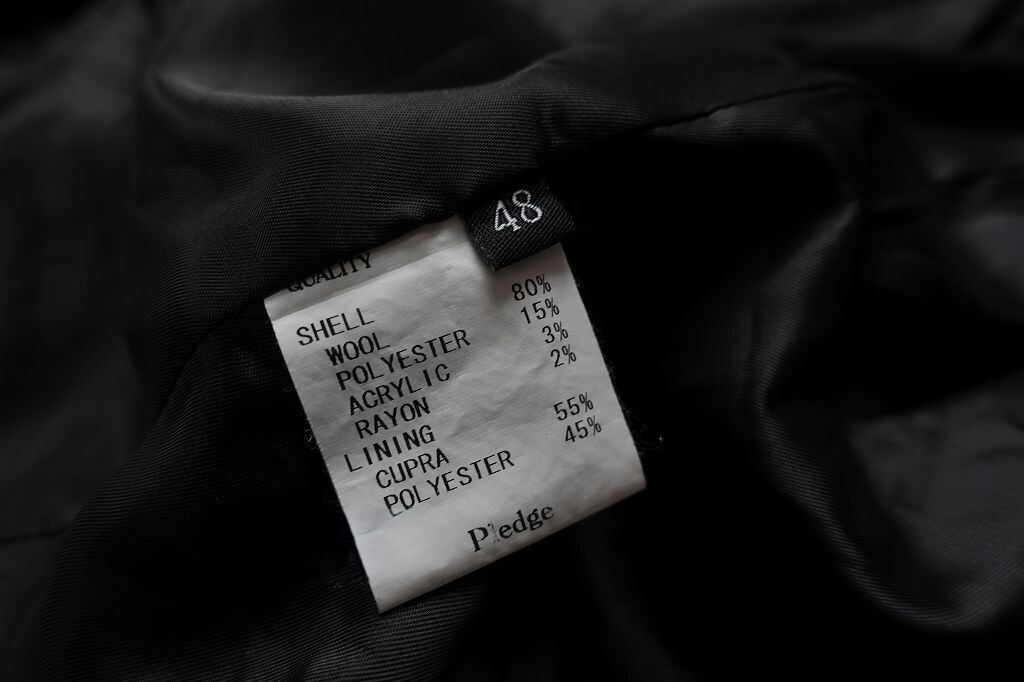 48
QUALITY
SHELL
WOOL 80%
POLYESTER 15%
ACRYLIC 3%
RAYON 2%
LINING
CUPRA 55%
POLYESTER 45%
Pledge